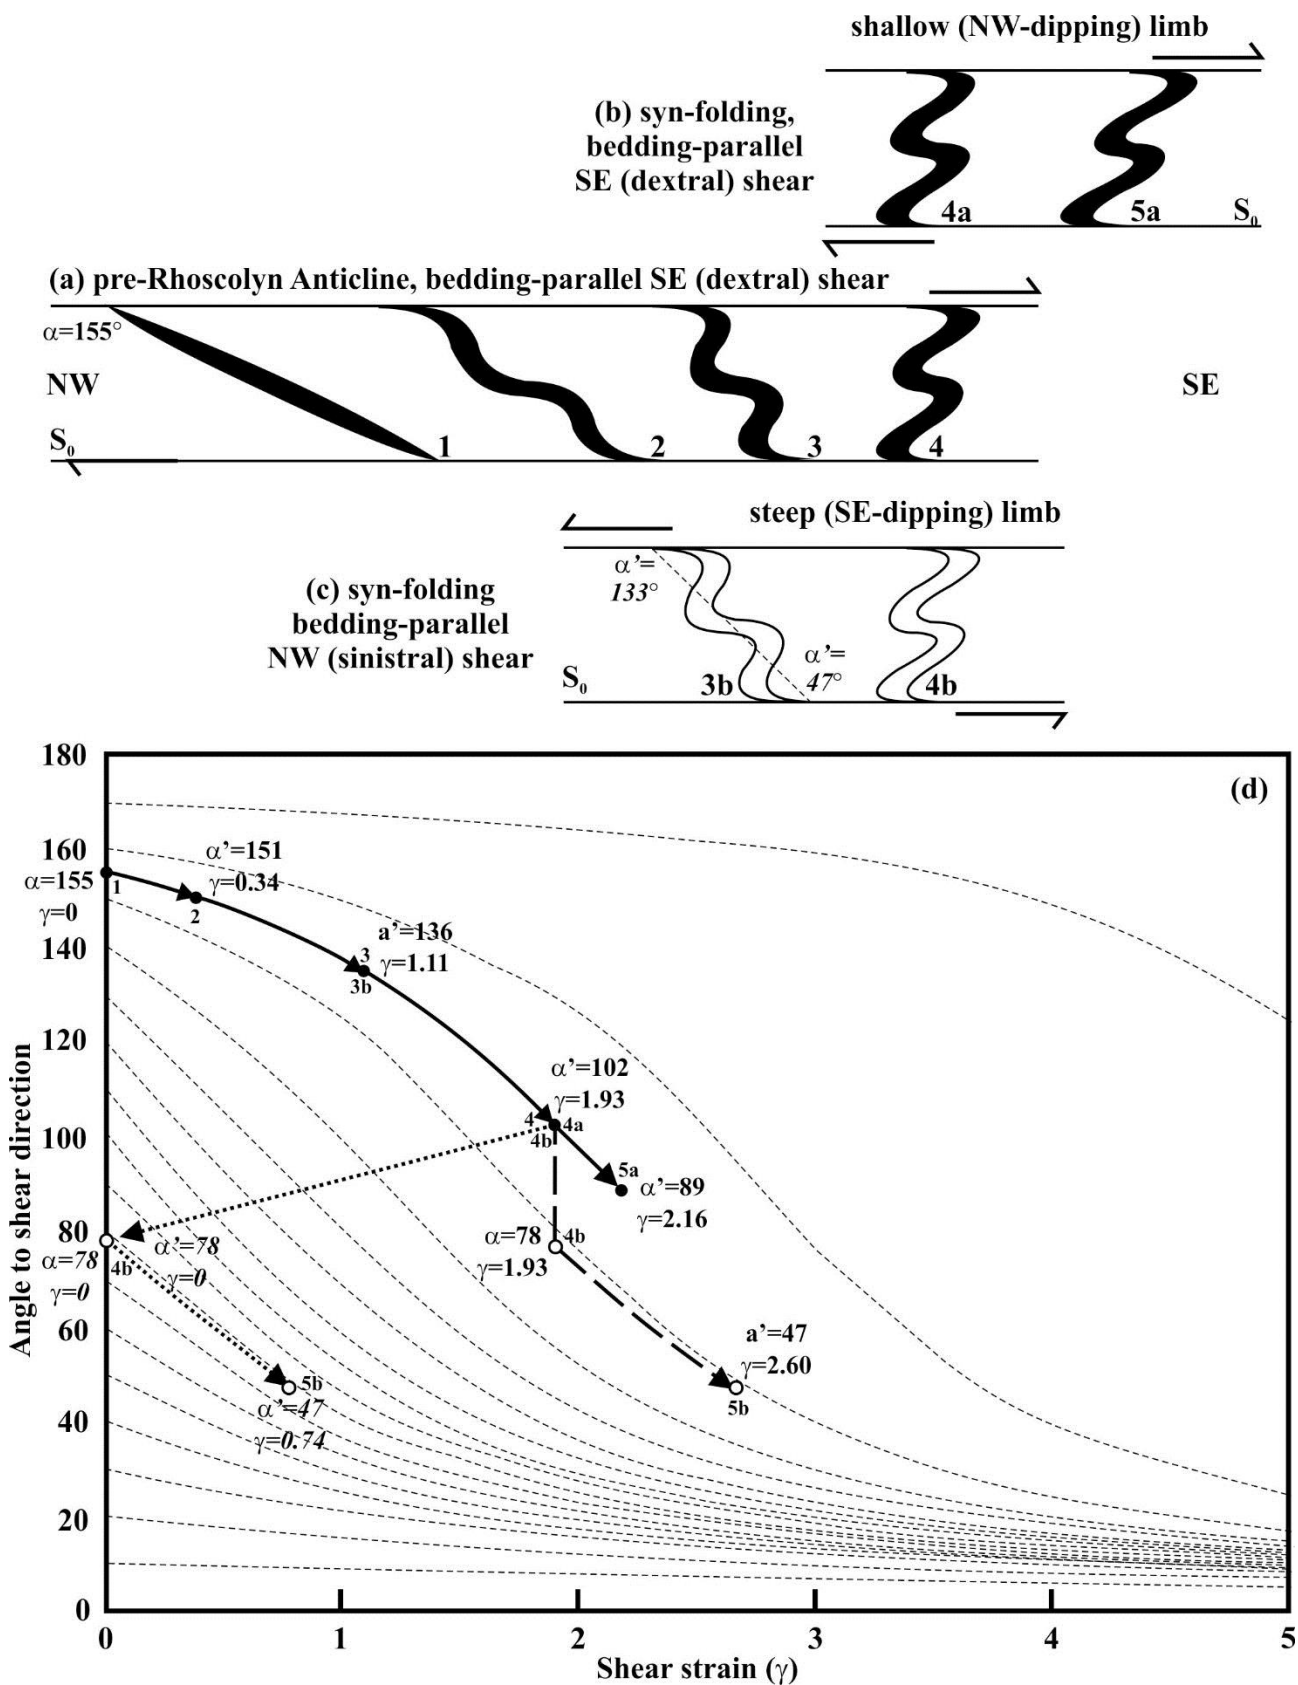 shallow (NW-dipping) limb
(b) syn-folding,
bedding-parallel
SE (dextral) shear
4a
5a
S₀
(a) pre-Rhoscolyn Anticline, bedding-parallel SE (dextral) shear
α=155°
NW
SE
S₀
1
2
3
4
steep (SE-dipping) limb
α’=
133°
(c) syn-folding
bedding-parallel
NW (sinistral) shear
α’=
47°
S₀
3b
4b
(d)
180
160
140
120
100
80
60
40
20
0
Angle to shear direction
α=155
γ=0
1
α’=151
γ=0.34
2
a’=136
γ=1.11
3
3b
α’=102
γ=1.93
4
4a
4b
5a
α’=89
γ=2.16
α=78
γ=1.93
4b
a’=47
γ=2.60
5b
α=78
γ=0
4b
α’=78
γ=0
5b
α’=47
γ=0.74
0
1
2
3
4
5
Shear strain (γ)